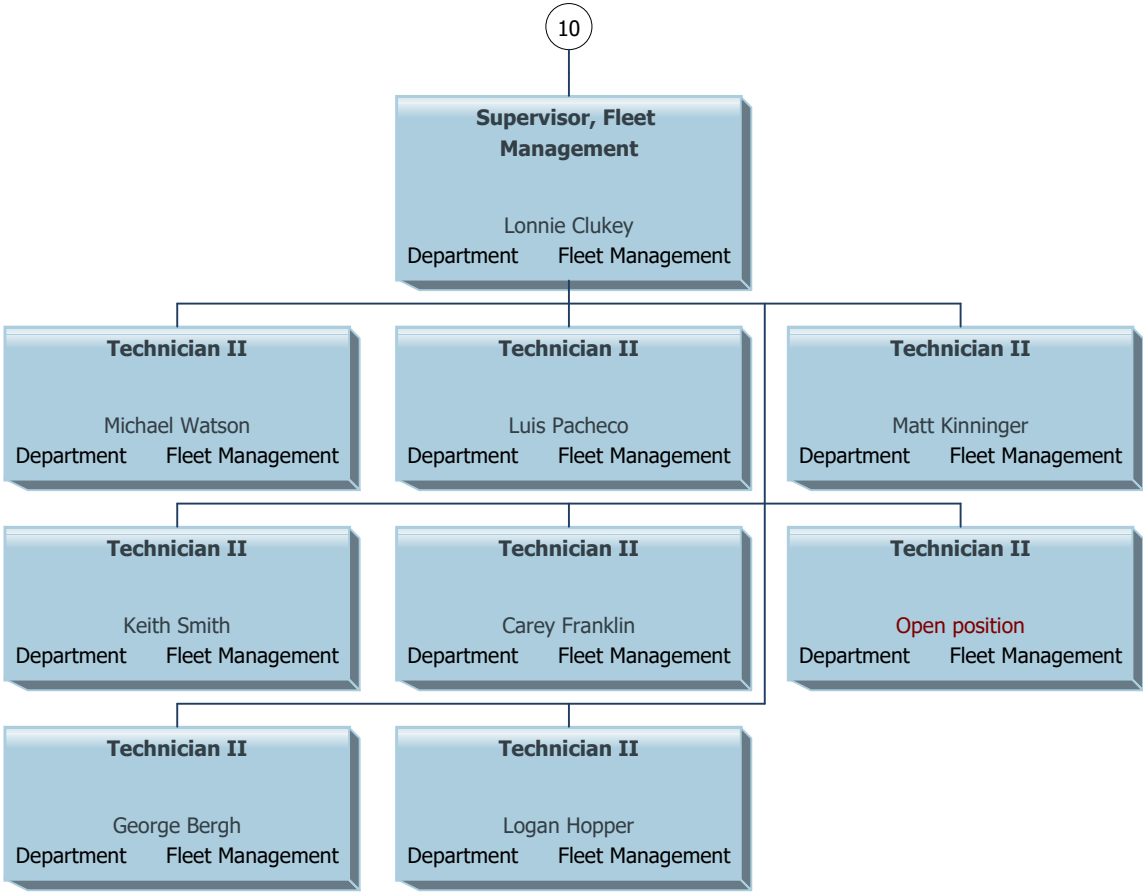 10
Supervisor, Fleet
Management
Lonnie Clukey
Department Fleet Management
Technician II
Michael Watson
Department Fleet Management
Technician II
Luis Pacheco
Department Fleet Management
Technician II
Matt Kinninger
Department Fleet Management
Technician II
Keith Smith
Department Fleet Management
Technician II
Carey Franklin
Department Fleet Management
Technician II
Open position
Department Fleet Management
Technician II
George Bergh
Department Fleet Management
Technician II
Logan Hopper
Department Fleet Management